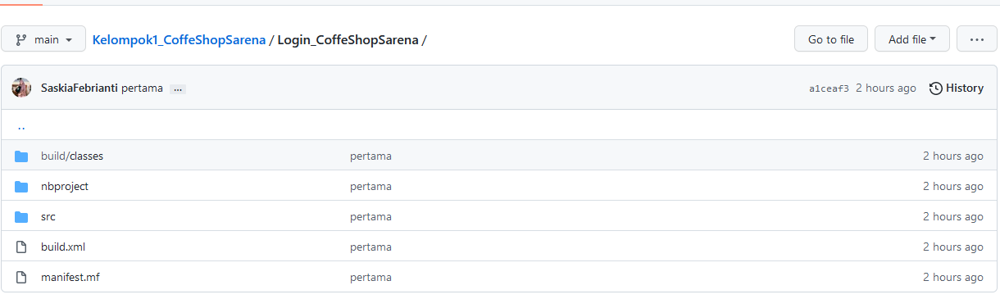 main Kelompok1_CoffeShopSarena / Login_CoffeShopSarena / Go to file Add file ...
SaskiaFebrianti pertama ... a1ceaf3 2 hours ago History
..
build/classes pertama 2 hours ago
nbproject pertama 2 hours ago
src pertama 2 hours ago
build.xml pertama 2 hours ago
manifest.mf pertama 2 hours ago